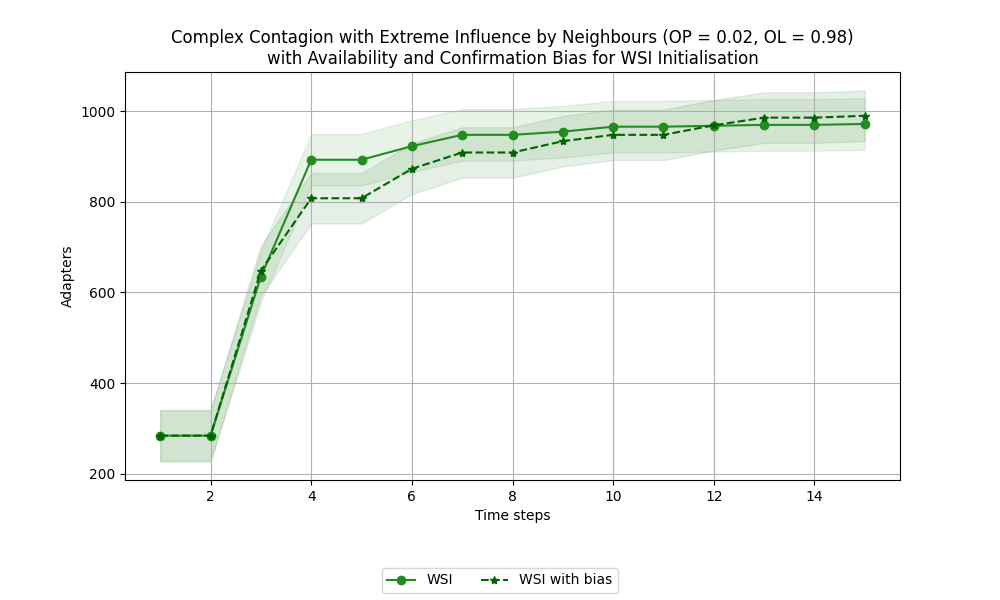 Complex Contagion with Extreme Influence by Neighbours (OP = 0.02, OL = 0.98)
with Availability and Confirmation Bias for WSI Initialisation
1000
800
600
400
200
Adapters
2 4 6 8 10 12 14
Time steps
WSI WSI with bias